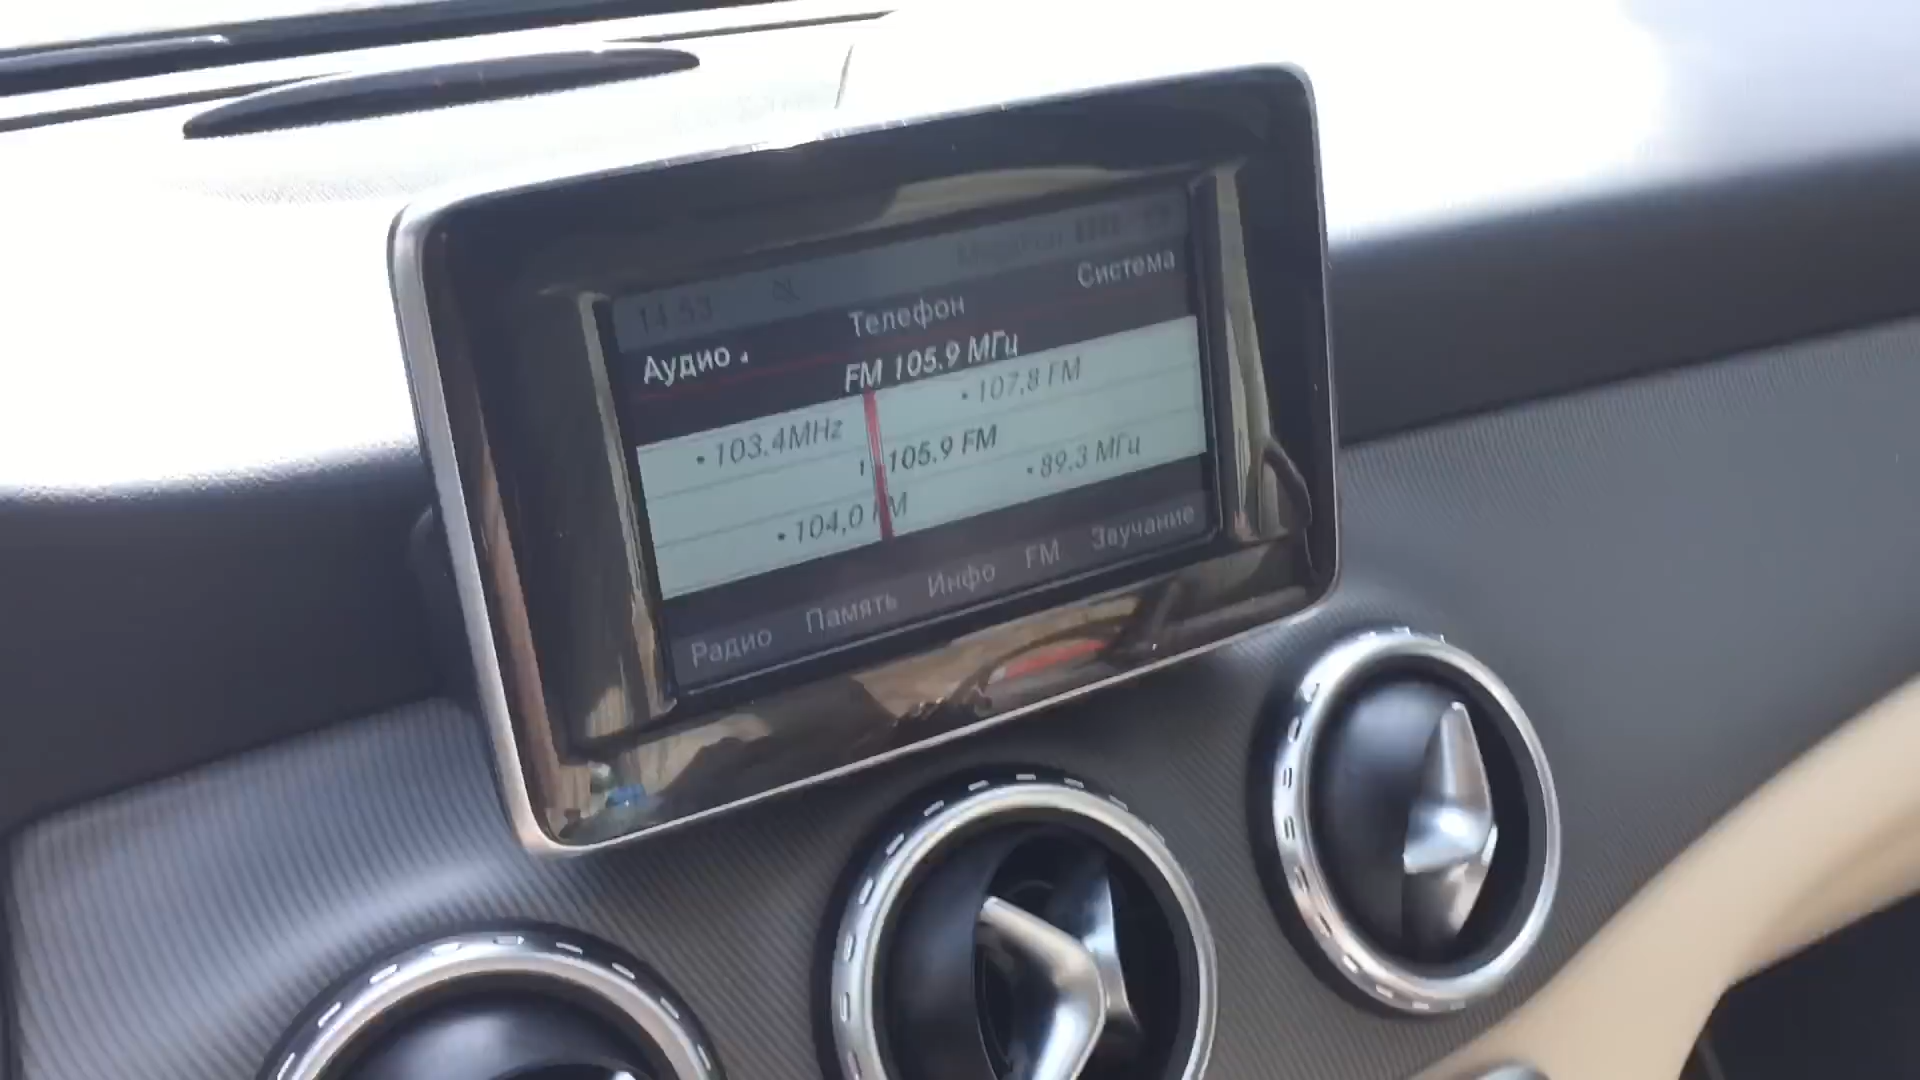 14:53
Аудио Телефон Система
FM 105.9 МГц
• 103.4MHz • 107,8 FM
105.9 FM
• 104,0 FM • 89.3 МГц
Радио Память Инфо FM Звучание